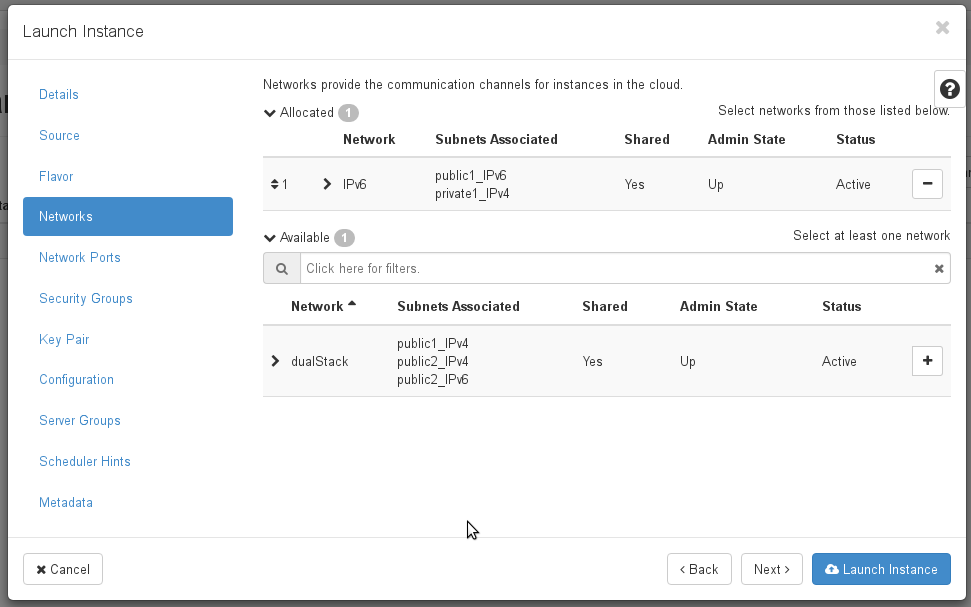 Launch Instance
Details
Source
Flavor
Networks
Network Ports
Security Groups
Key Pair
Configuration
Server Groups
Scheduler Hints
Metadata
Networks provide the communication channels for instances in the cloud.
Allocated 1
Select networks from those listed below.
Network Subnets Associated Shared Admin State Status
1 IPv6 public1_IPv6 Yes Up Active
private1_IPv4
Available 1
Select at least one network
Click here for filters.
Network Subnets Associated Shared Admin State Status
public1_IPv4
dualStack public2_IPv4 Yes Up Active
public2_IPv6
Cancel
Back
Next
Launch Instance